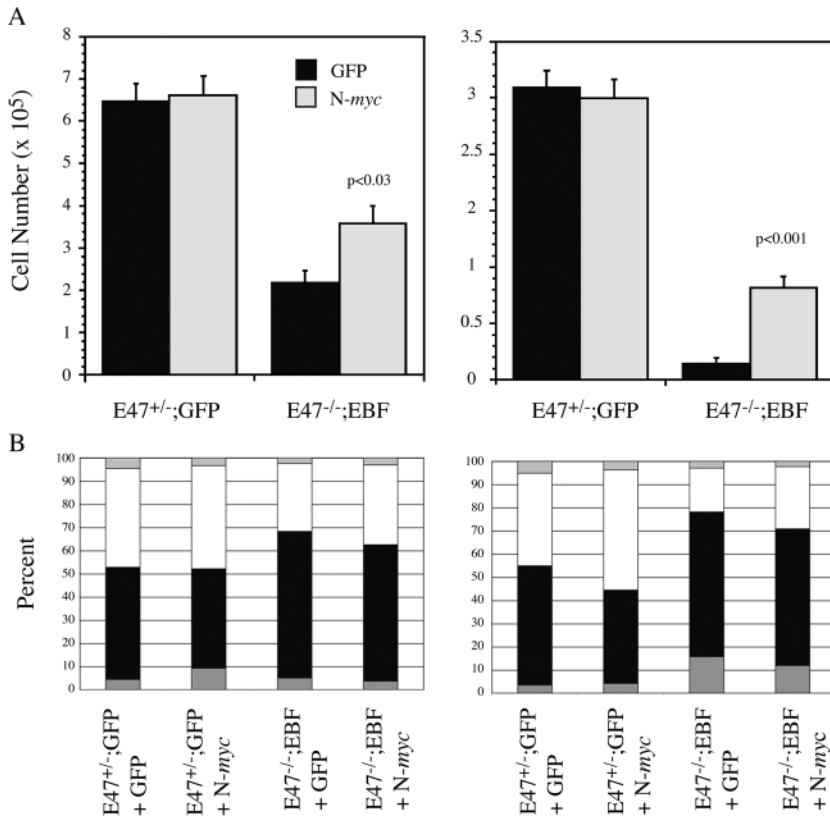 A
Cell Number (x 10⁵)
8
7
6
5
4
3
2
1
0
GFP
N-myc
p<0.03
E47+/-;GFP
E47-/-;EBF
3.5
3
2.5
2
1
0.5
0
p<0.001
E47+/-;GFP
E47-/-;EBF
B
Percent
100
90
80
70
60
50
40
30
20
10
0
E47+/-;GFP
+ GFP
E47+/-;GFP
+ N-myc
E47-/-;EBF
+ GFP
E47-/-;EBF
+ N-myc
100
90
80
70
60
50
40
30
20
10
0
E47+/-;GFP
+ GFP
E47+/-;GFP
+ N-myc
E47-/-;EBF
+ GFP
E47-/-;EBF
+ N-myc